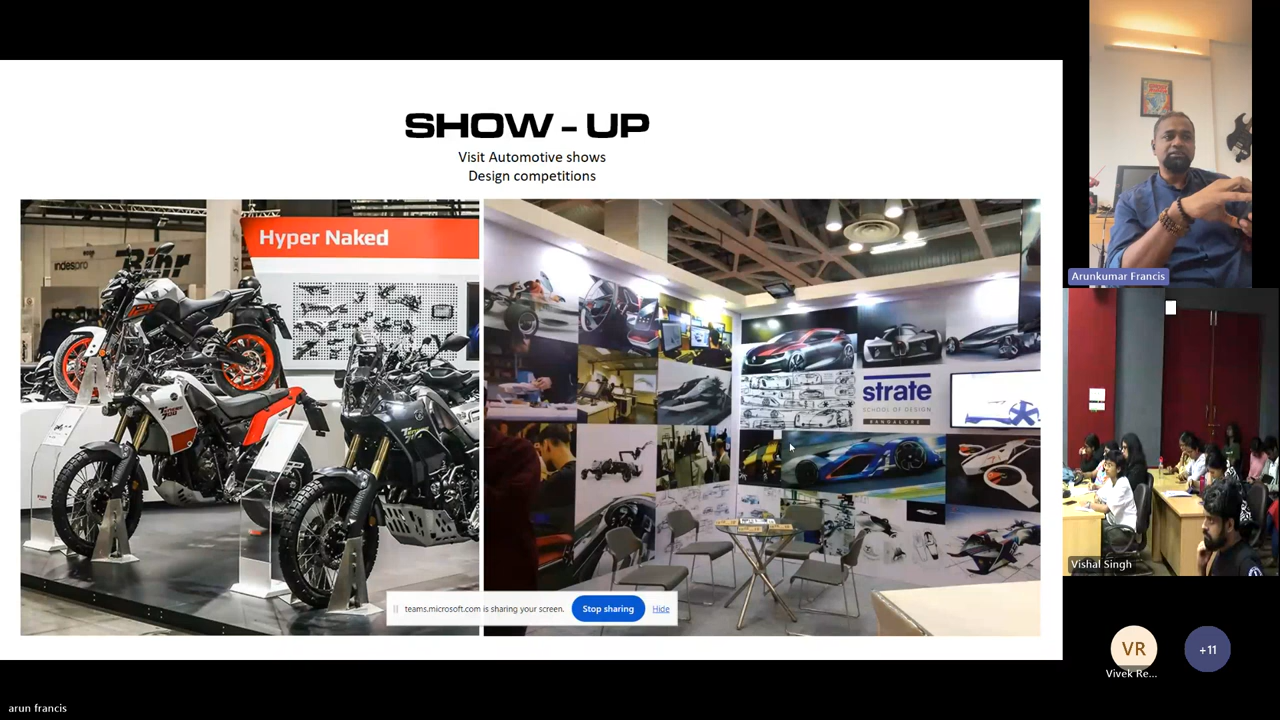 SHOW - UP
Visit Automotive shows
Design competitions
Hyper Naked
indespro
strate
SCHOOL OF DESIGN
BANGALORE
teams.microsoft.com is sharing your screen.
Stop sharing
Hide
Arunkumar Francis
Vishal Singh
VR
+11
Vivek Re...
arun francis